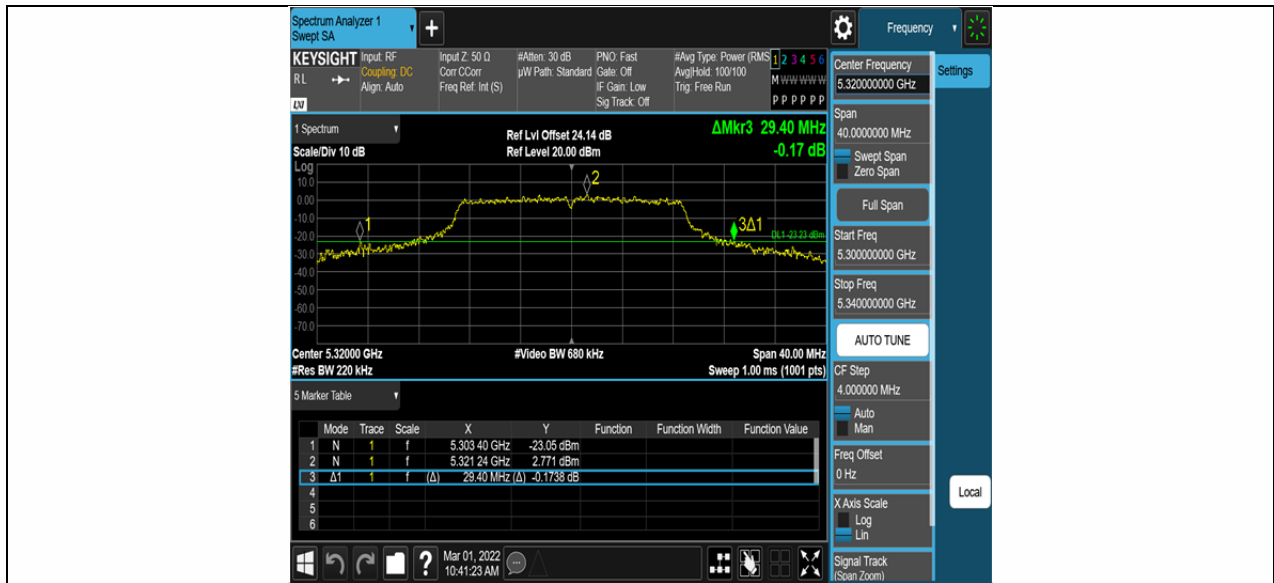 Spectrum Analyzer 1
Swept SA
+
Frequency
KEYSIGHT
RL
LXI
Input: RF
Coupling: DC
Align: Auto
Input Z: 50 Ω
Corr CCorr
Freq Ref: Int (S)
#Atten: 30 dB
µW Path: Standard
PNO: Fast
Gate: Off
IF Gain: Low
Sig Track: Off
#Avg Type: Power (RMS
Avg|Hold: 100/100
Trig: Free Run
1 2 3 4 5 6
M W W W W W
P P P P P P
1 Spectrum
Scale/Div 10 dB
Ref Lvl Offset 24.14 dB
Ref Level 20.00 dBm
ΔMkr3 29.40 MHz
-0.17 dB
Log
10.0
0.00
-10.0
-20.0
-30.0
-40.0
-50.0
-60.0
-70.0
1
2
3Δ1
DL1 -23.23 dBm
Center 5.32000 GHz
#Res BW 220 kHz
#Video BW 680 kHz
Span 40.00 MHz
Sweep 1.00 ms (1001 pts)
5 Marker Table
Mode Trace Scale X Y Function Function Width Function Value
1 N 1 f 5.303 40 GHz -23.05 dBm
2 N 1 f 5.321 24 GHz 2.771 dBm
3 Δ1 1 f (Δ) 29.40 MHz (Δ) -0.1738 dB
4
5
6
?
Mar 01, 2022
10:41:23 AM
Center Frequency
5.320000000 GHz
Span
40.0000000 MHz
Swept Span
Zero Span
Full Span
Start Freq
5.300000000 GHz
Stop Freq
5.340000000 GHz
AUTO TUNE
CF Step
4.000000 MHz
Auto
Man
Freq Offset
0 Hz
X Axis Scale
Log
Lin
Signal Track
(Span Zoom)
Settings
Local